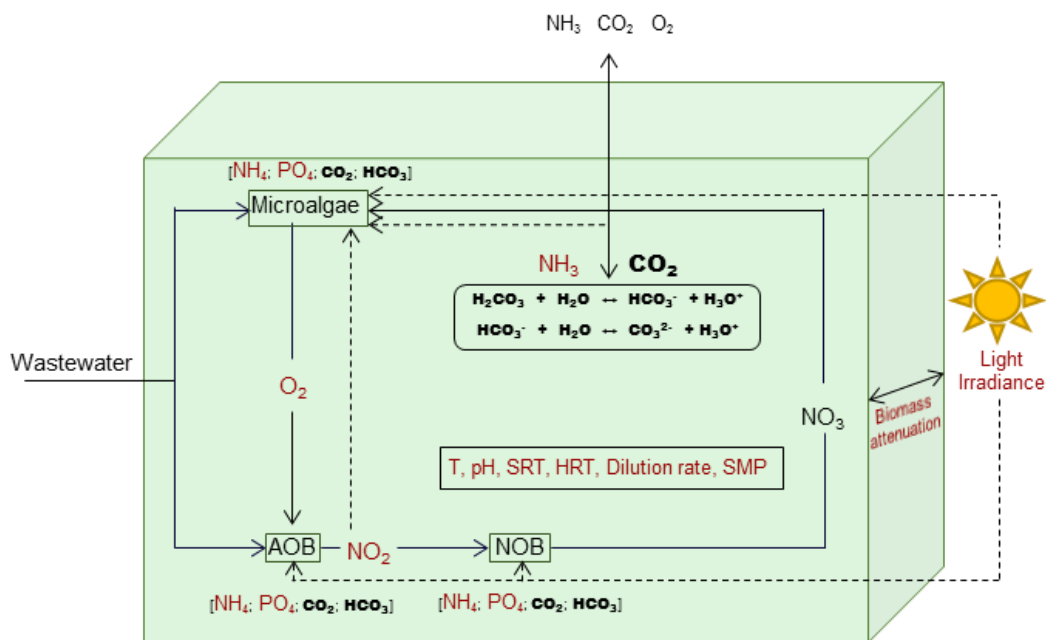 NH₃ CO₂ O₂
[NH₄; PO₄; CO₂; HCO₃]
Microalgae
NH₃ CO₂
H₂CO₃ + H₂O ↔ HCO₃⁻ + H₃O⁺
HCO₃⁻ + H₂O ↔ CO₃²⁻ + H₃O⁺
Wastewater
O₂
Light
Irradiance
Biomass
attenuation
NO₃
T, pH, SRT, HRT, Dilution rate, SMP
AOB
NO₂
NOB
[NH₄; PO₄; CO₂; HCO₃]
[NH₄; PO₄; CO₂; HCO₃]